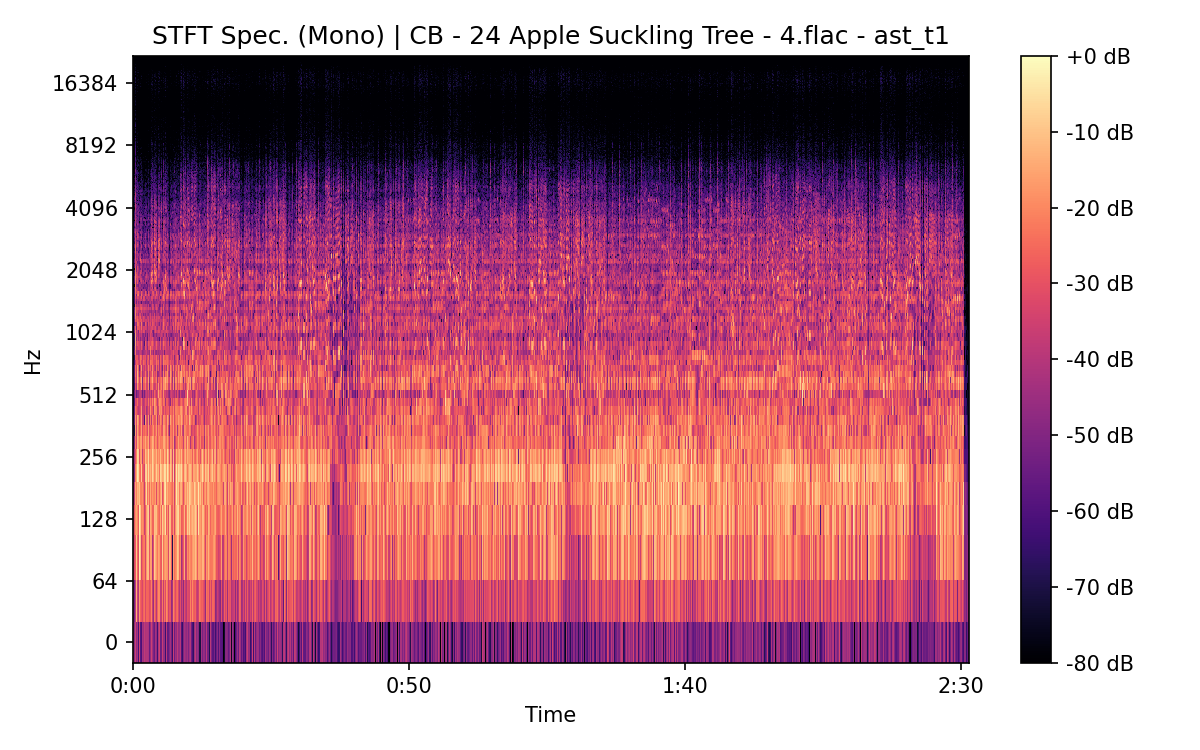 STFT Spec. (Mono) | CB - 24 Apple Suckling Tree - 4.flac - ast_t1
16384
8192
4096
2048
1024
512
256
128
64
0
Hz
0:00
0:50
1:40
2:30
Time
+0 dB
-10 dB
-20 dB
-30 dB
-40 dB
-50 dB
-60 dB
-70 dB
-80 dB